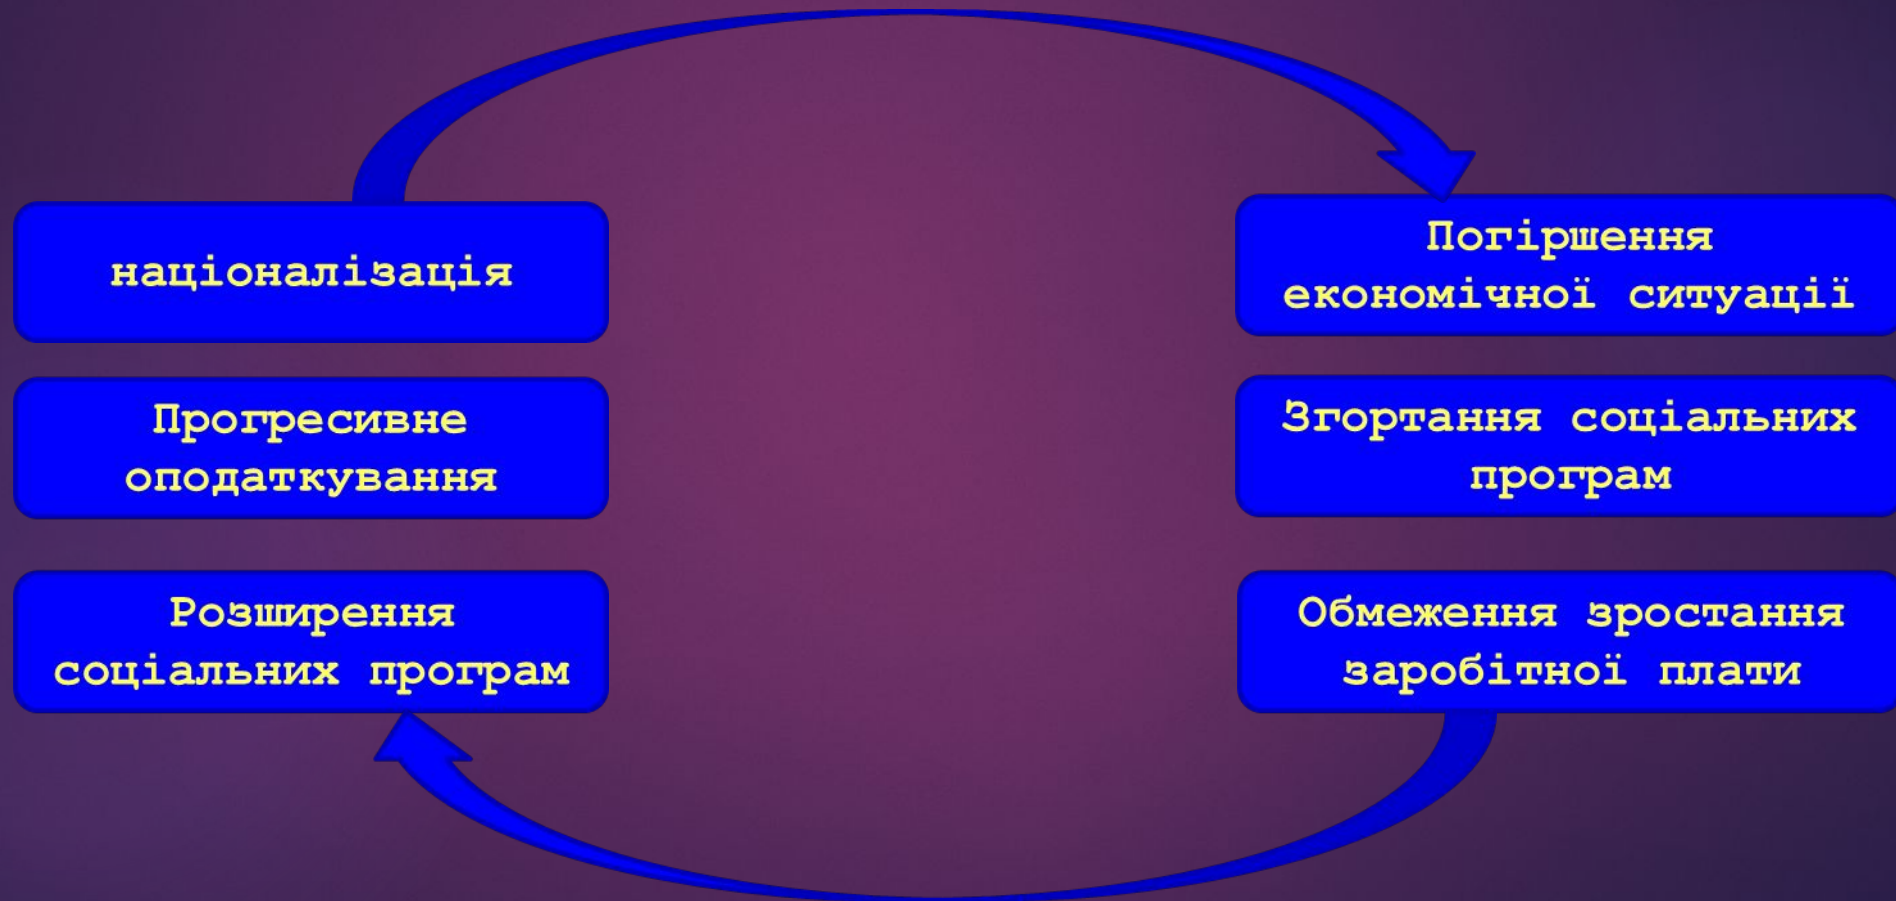 націоналізація
Прогресивне
оподаткування
Розширення
соціальних програм
Погіршення
економічної ситуації
Згортання соціальних
програм
Обмеження зростання
заробітної плати